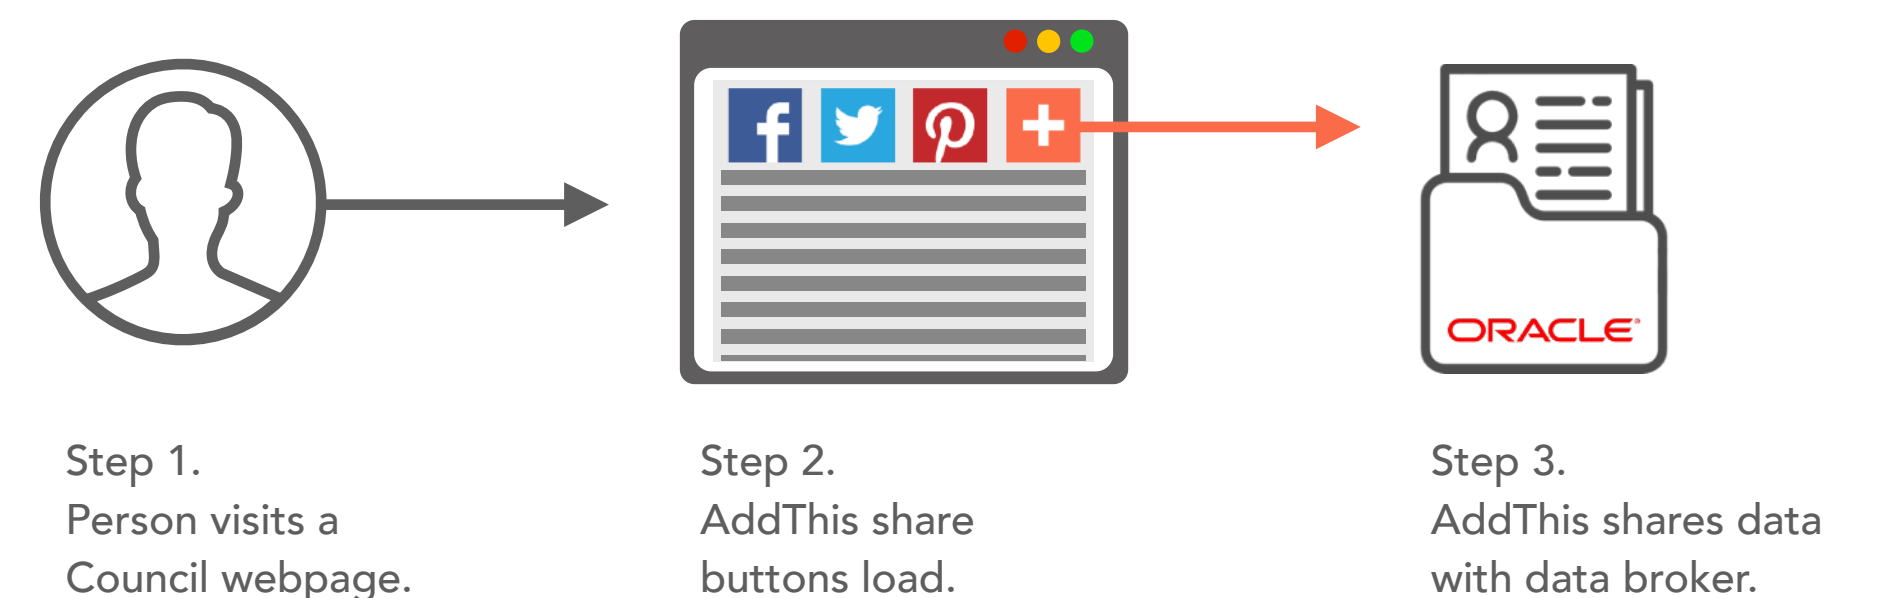 ORACLE
Step 1.
Person visits a
Council webpage.
Step 2.
AddThis share
buttons load.
Step 3.
AddThis shares data
with data broker.